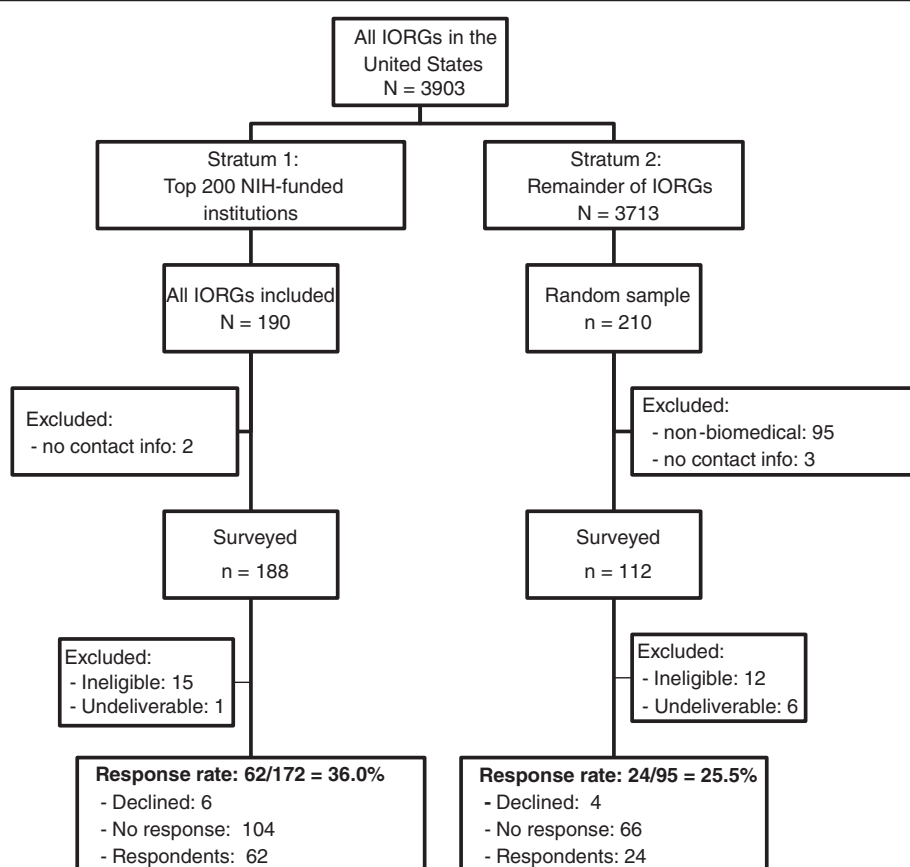 All IORGs in the
United States
N = 3903
Stratum 1:
Top 200 NIH-funded
institutions
Stratum 2:
Remainder of IORGs
N = 3713
All IORGs included
N = 190
Random sample
n = 210
Excluded:
- no contact info: 2
Excluded:
- non-biomedical: 95
- no contact info: 3
Surveyed
n = 188
Surveyed
n = 112
Excluded:
- Ineligible: 15
- Undeliverable: 1
Excluded:
- Ineligible: 12
- Undeliverable: 6
Response rate: 62/172 = 36.0%
- Declined: 6
- No response: 104
- Respondents: 62
Response rate: 24/95 = 25.5%
- Declined: 4
- No response: 66
- Respondents: 24